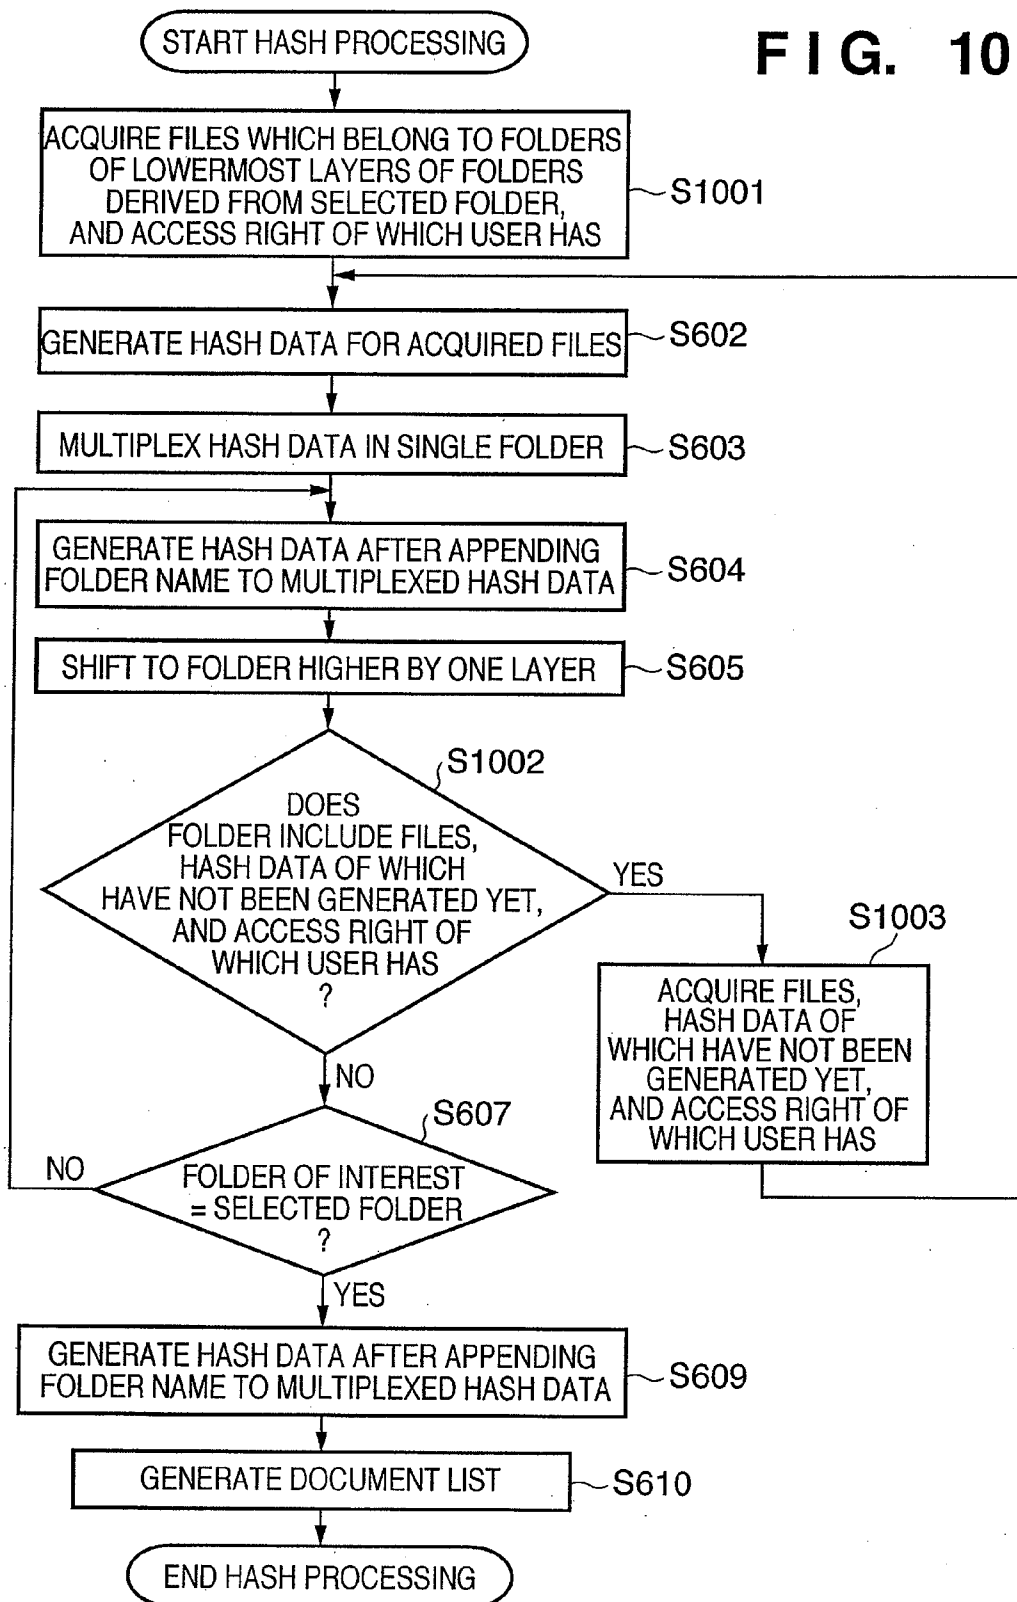 START HASH PROCESSING
FIG. 10
ACQUIRE FILES WHICH BELONG TO FOLDERS
OF LOWERMOST LAYERS OF FOLDERS
DERIVED FROM SELECTED FOLDER,
AND ACCESS RIGHT OF WHICH USER HAS
S1001
GENERATE HASH DATA FOR ACQUIRED FILES
S602
MULTIPLEX HASH DATA IN SINGLE FOLDER
S603
GENERATE HASH DATA AFTER APPENDING
FOLDER NAME TO MULTIPLEXED HASH DATA
S604
SHIFT TO FOLDER HIGHER BY ONE LAYER
S605
S1002
DOES
FOLDER INCLUDE FILES,
HASH DATA OF WHICH
HAVE NOT BEEN GENERATED YET,
AND ACCESS RIGHT OF
WHICH USER HAS
?
YES
S1003
ACQUIRE FILES,
HASH DATA OF
WHICH HAVE NOT BEEN
GENERATED YET,
AND ACCESS RIGHT OF
WHICH USER HAS
NO
S607
FOLDER OF INTEREST
= SELECTED FOLDER
?
NO
YES
GENERATE HASH DATA AFTER APPENDING
FOLDER NAME TO MULTIPLEXED HASH DATA
S609
GENERATE DOCUMENT LIST
S610
END HASH PROCESSING